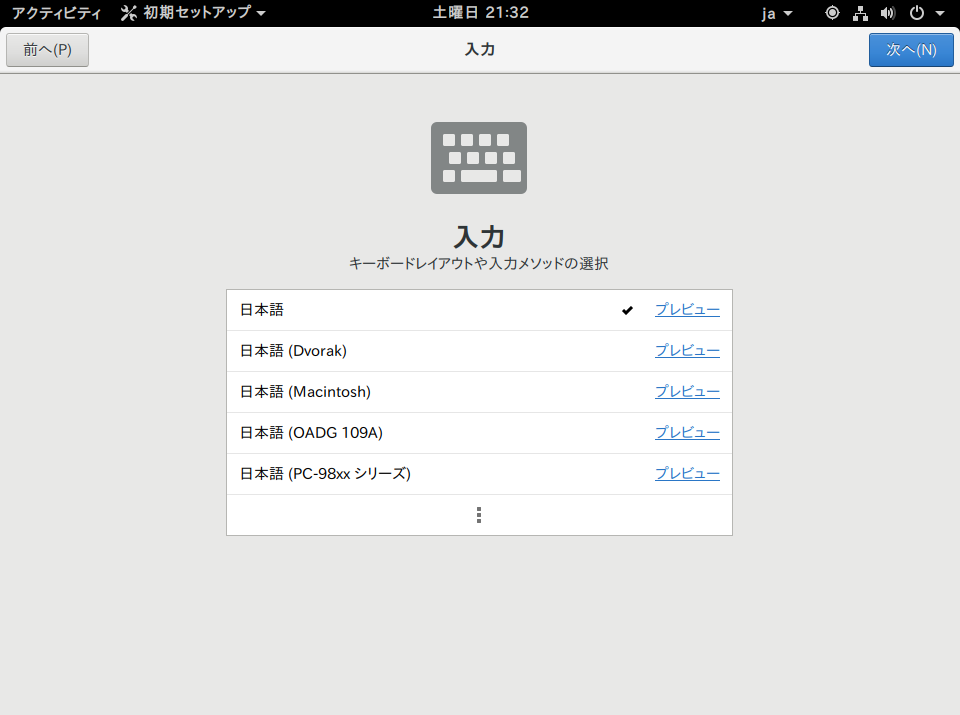 アクティビティ 初期セットアップ 土曜日 21:32 ja
前へ(P) 入力 次へ(N)
入力
キーボードレイアウトや入力メソッドの選択
日本語 プレビュー
日本語 (Dvorak) プレビュー
日本語 (Macintosh) プレビュー
日本語 (OADG 109A) プレビュー
日本語 (PC-98xx シリーズ) プレビュー